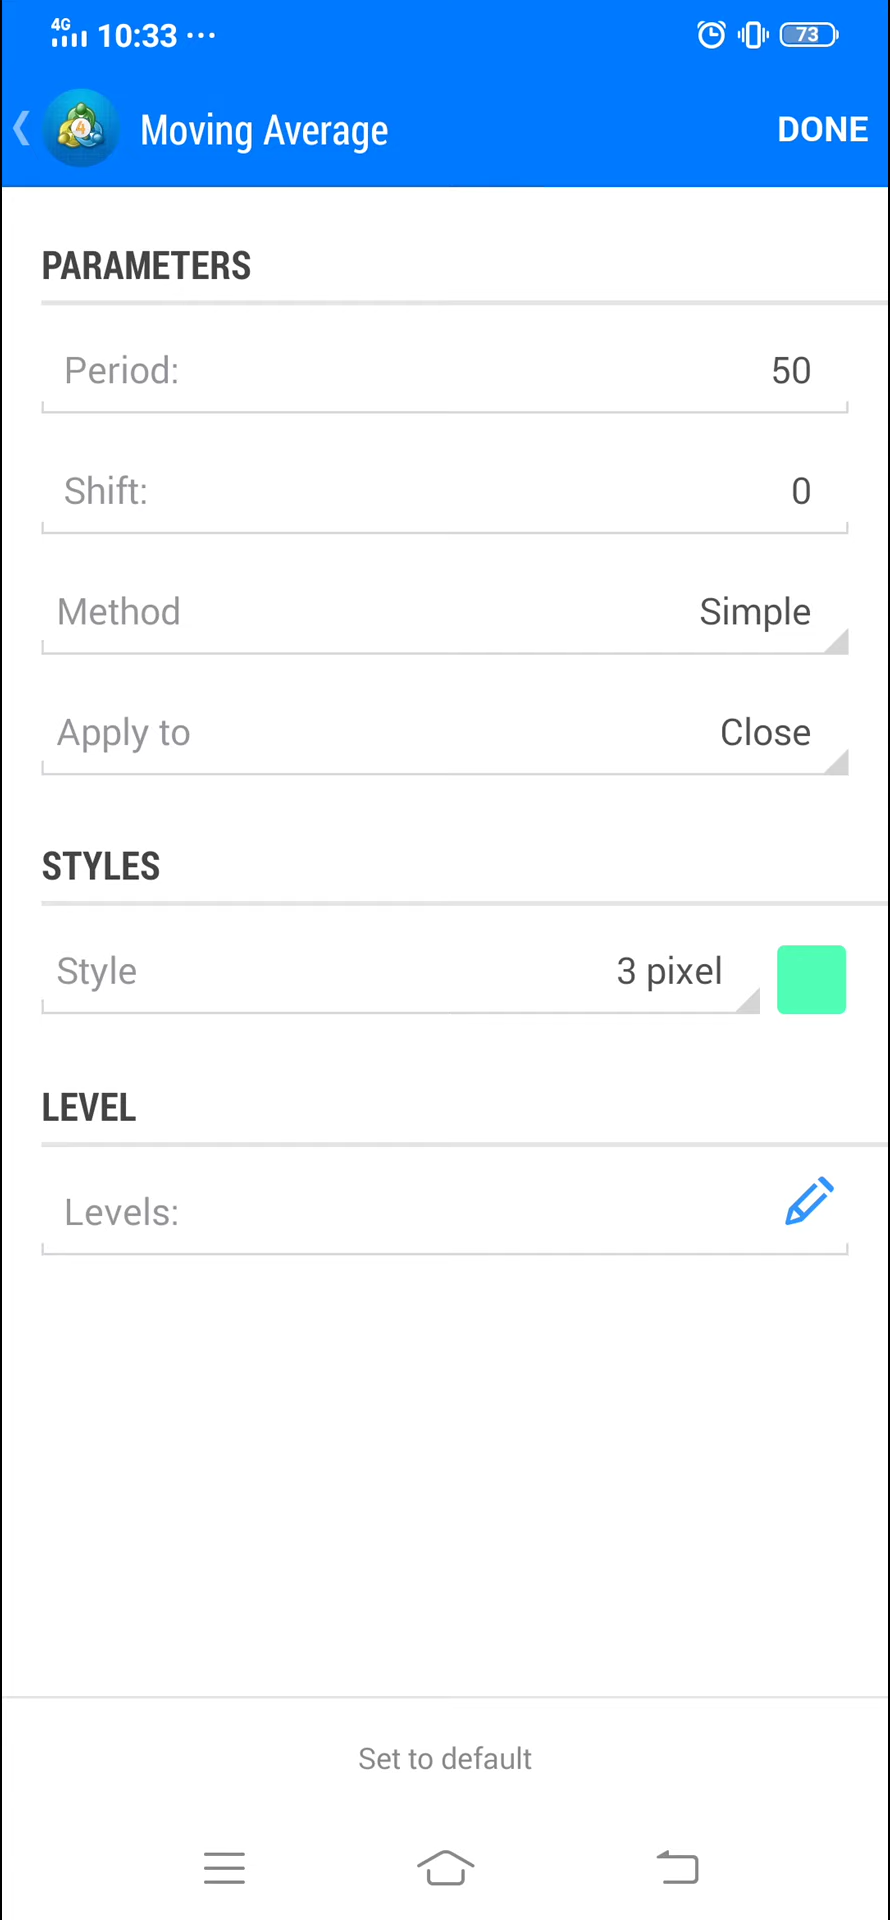 4G 10:33 ... 73
Moving Average DONE
PARAMETERS
Period: 50
Shift: 0
Method Simple
Apply to Close
STYLES
Style 3 pixel
LEVEL
Levels:
Set to default